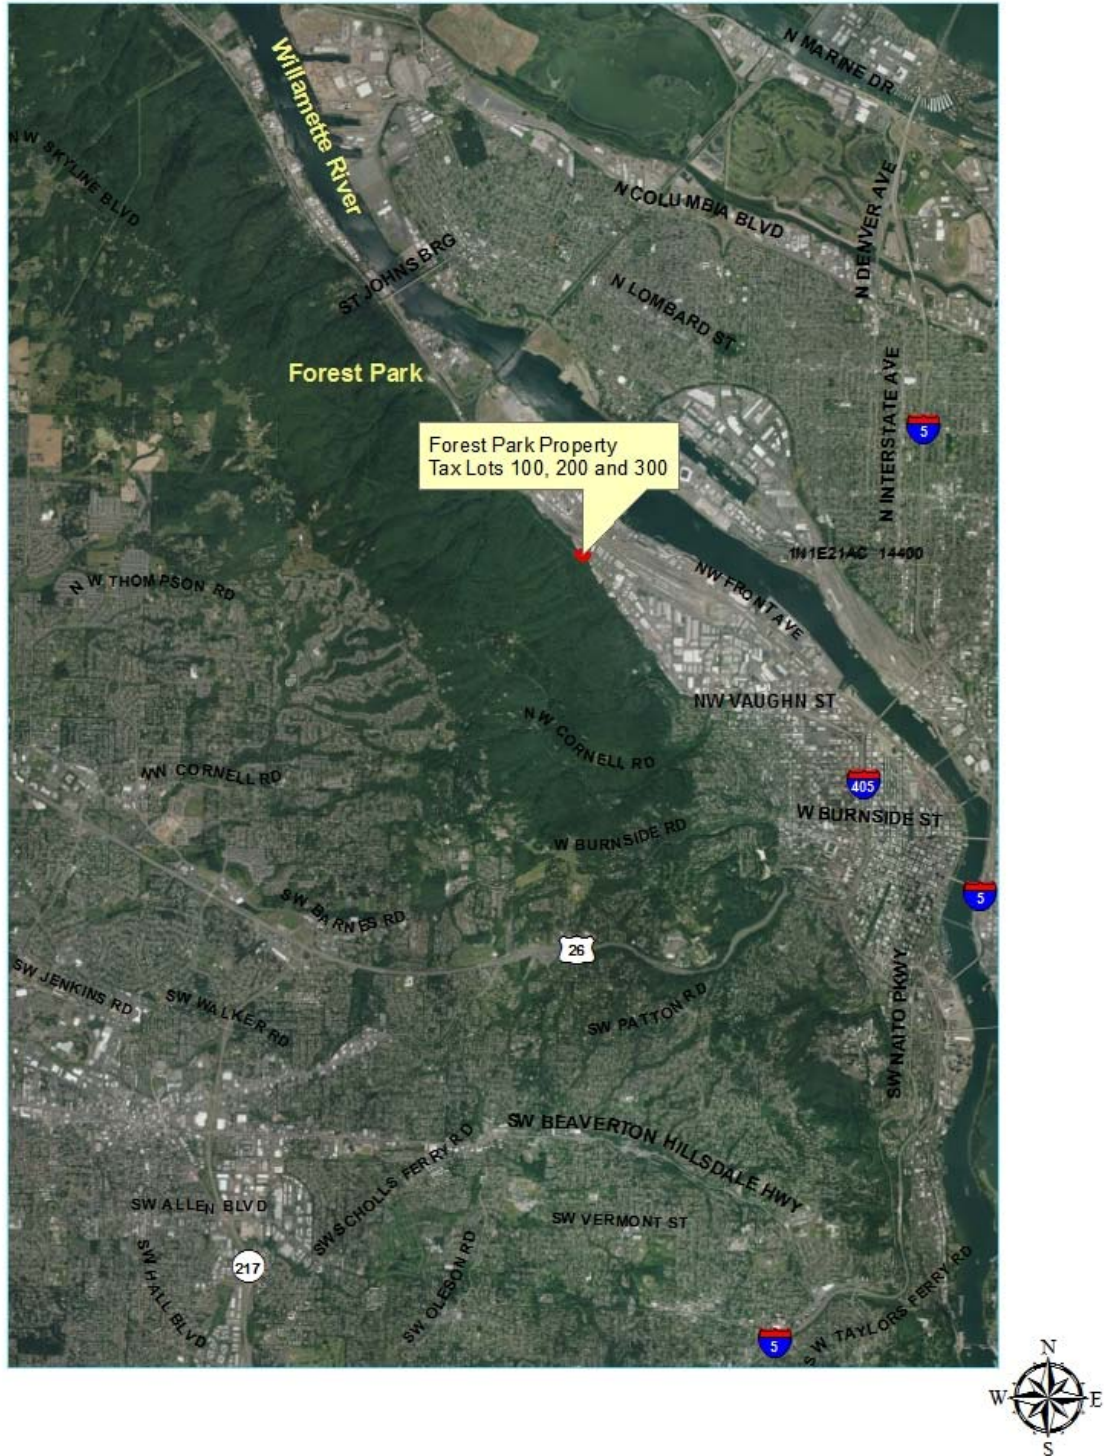 N MARINE DR
Willamette River
NW SKYLINE BLVD
N COLUMBIA BLVD
N DENVER AVE
ST JOHNS BRG
N LOMBARD ST
Forest Park
N INTERSTATE AVE
5
Forest Park Property
Tax Lots 100, 200 and 300
1N1E21AC 14400
NW THOMPSON RD
NW FRONT AVE
NW VAUGHN ST
NW CORNELL RD
NW CORNELL RD
405
W BURNSIDE ST
W BURNSIDE RD
5
SW BARNES RD
26
SW JENKINS RD
SW WALKER RD
SW PATTON RD
SW NAITO PKWY
SW BEAVERTON HILLSDALE HWY
SW SCHOLLS FERRY RD
SW ALLEN BLVD
SW VERMONT ST
SW HALL BLVD
217
SW OLESON RD
SW TAYLORS FERRY RD
5
N
W
E
S